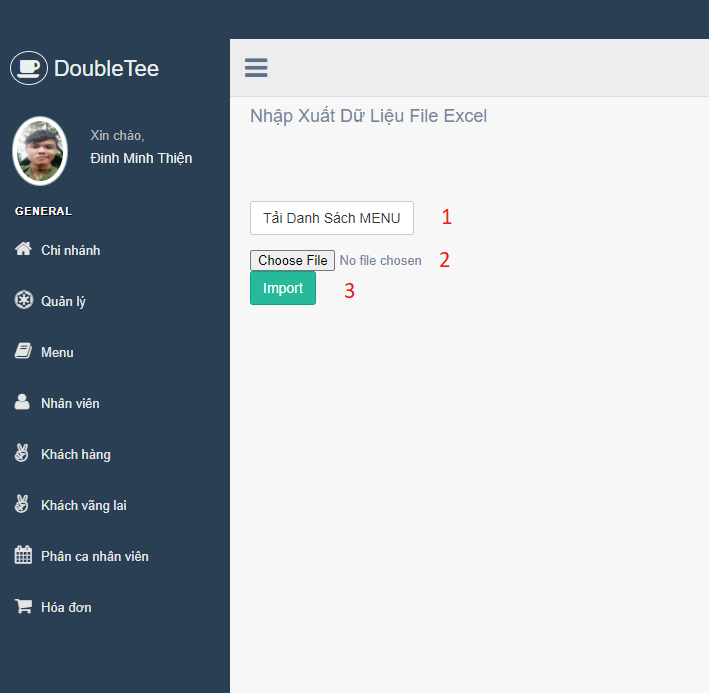 DoubleTee
Xin chào,
Đinh Minh Thiện
GENERAL
Chi nhánh
Quản lý
Menu
Nhân viên
Khách hàng
Khách vãng lai
Phân ca nhân viên
Hóa đơn
Nhập Xuất Dữ Liệu File Excel
Tải Danh Sách MENU 1
Choose File No file chosen 2
Import 3